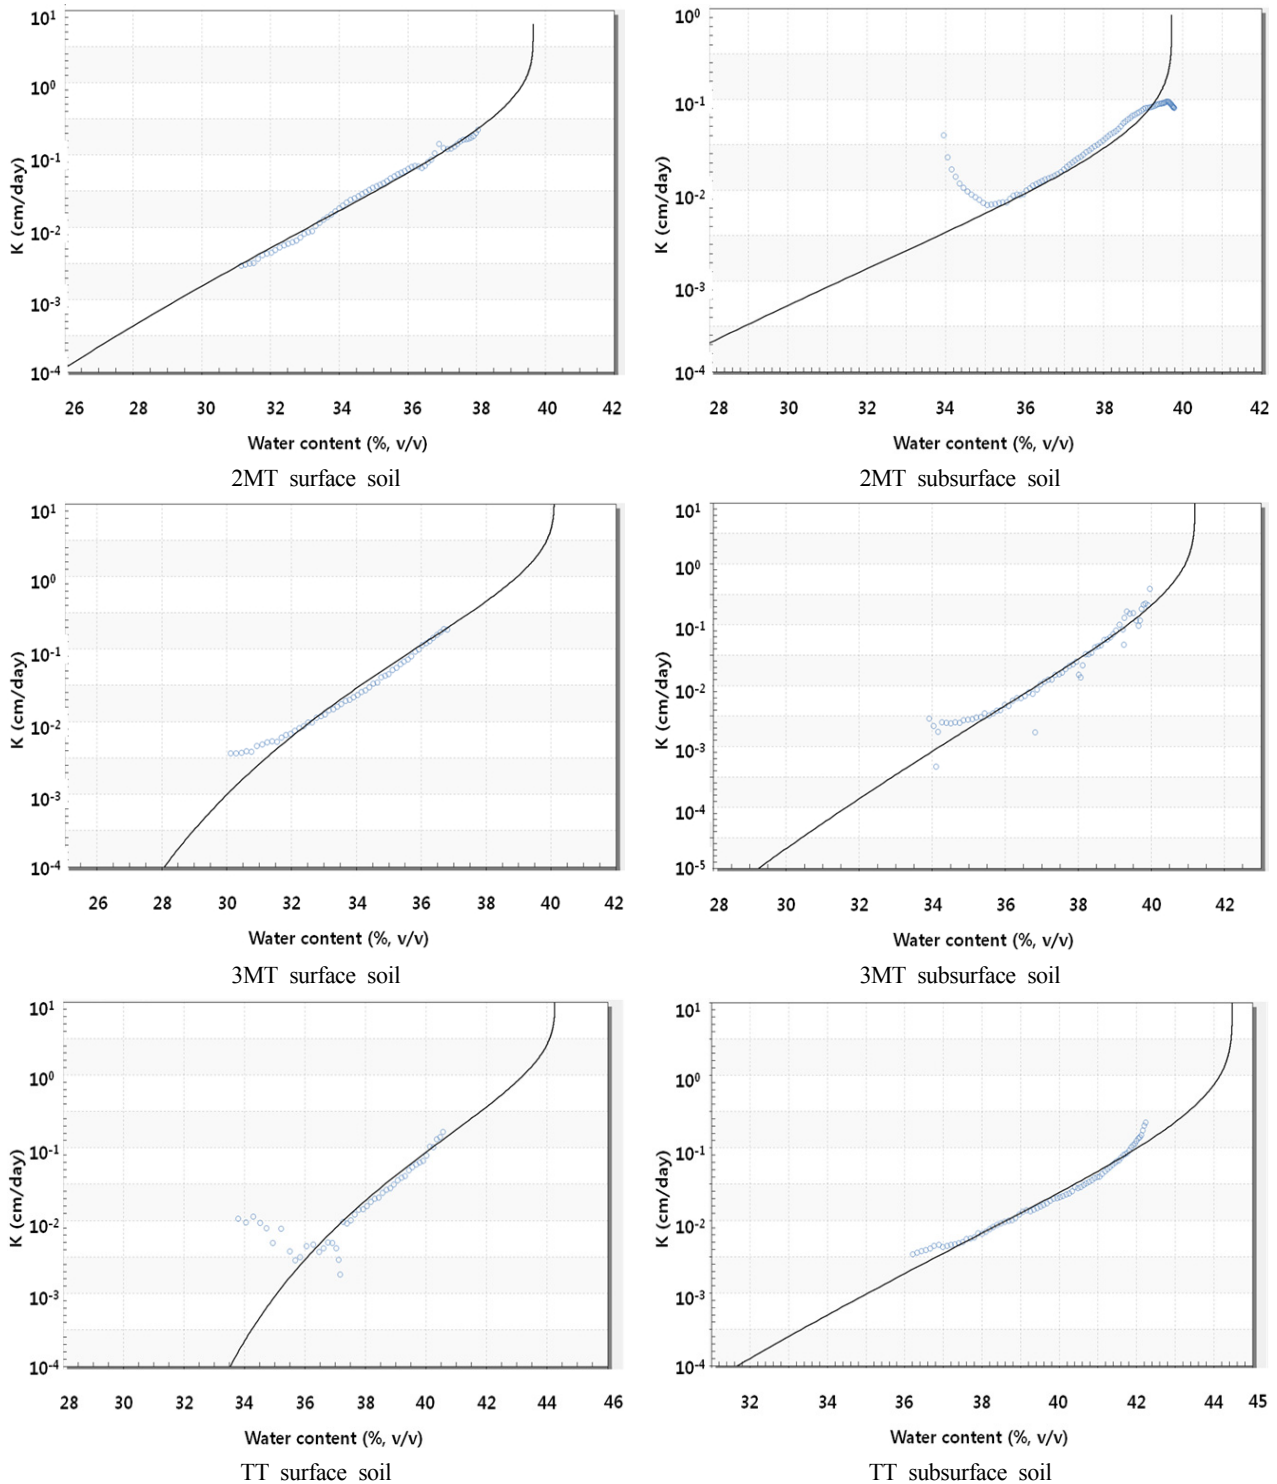 10¹
10⁰
10⁻¹
10⁻²
10⁻³
10⁻⁴
K (cm/day)
26 28 30 32 34 36 38 40 42
Water content (%, v/v)
2MT surface soil
10⁰
10⁻¹
10⁻²
10⁻³
10⁻⁴
K (cm/day)
28 30 32 34 36 38 40 42
Water content (%, v/v)
2MT subsurface soil
10¹
10⁰
10⁻¹
10⁻²
10⁻³
10⁻⁴
K (cm/day)
26 28 30 32 34 36 38 40 42
Water content (%, v/v)
3MT surface soil
10¹
10⁰
10⁻¹
10⁻²
10⁻³
10⁻⁴
10⁻⁵
K (cm/day)
28 30 32 34 36 38 40 42
Water content (%, v/v)
3MT subsurface soil
10¹
10⁰
10⁻¹
10⁻²
10⁻³
10⁻⁴
K (cm/day)
28 30 32 34 36 38 40 42 44 46
Water content (%, v/v)
TT surface soil
10¹
10⁰
10⁻¹
10⁻²
10⁻³
10⁻⁴
K (cm/day)
32 34 36 38 40 42 44 45
Water content (%, v/v)
TT subsurface soil